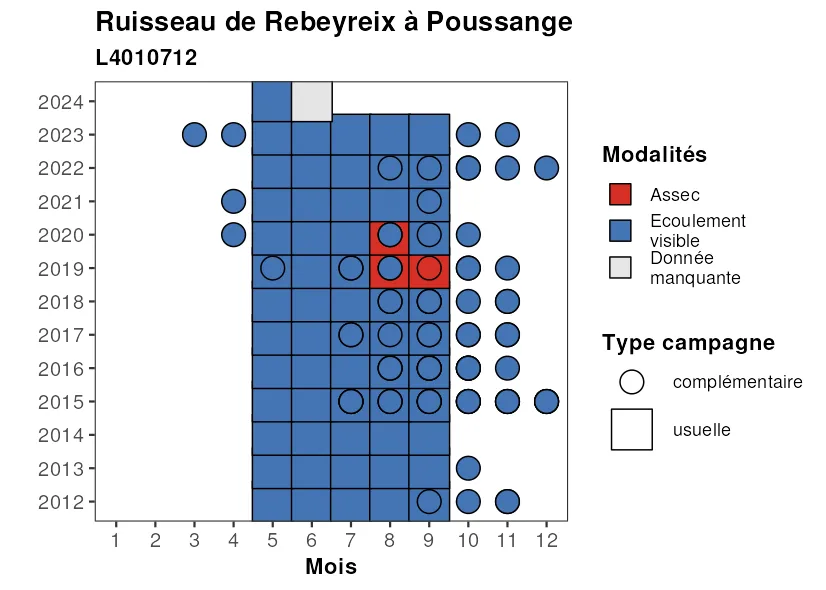 Ruisseau de Rebeyreix à Poussange
L4010712
2024
2023
2022
2021
2020
2019
2018
2017
2016
2015
2014
2013
2012
1 2 3 4 5 6 7 8 9 10 11 12
Mois
Modalités
Assec
Ecoulement
visible
Donnée
manquante
Type campagne
complémentaire
usuelle